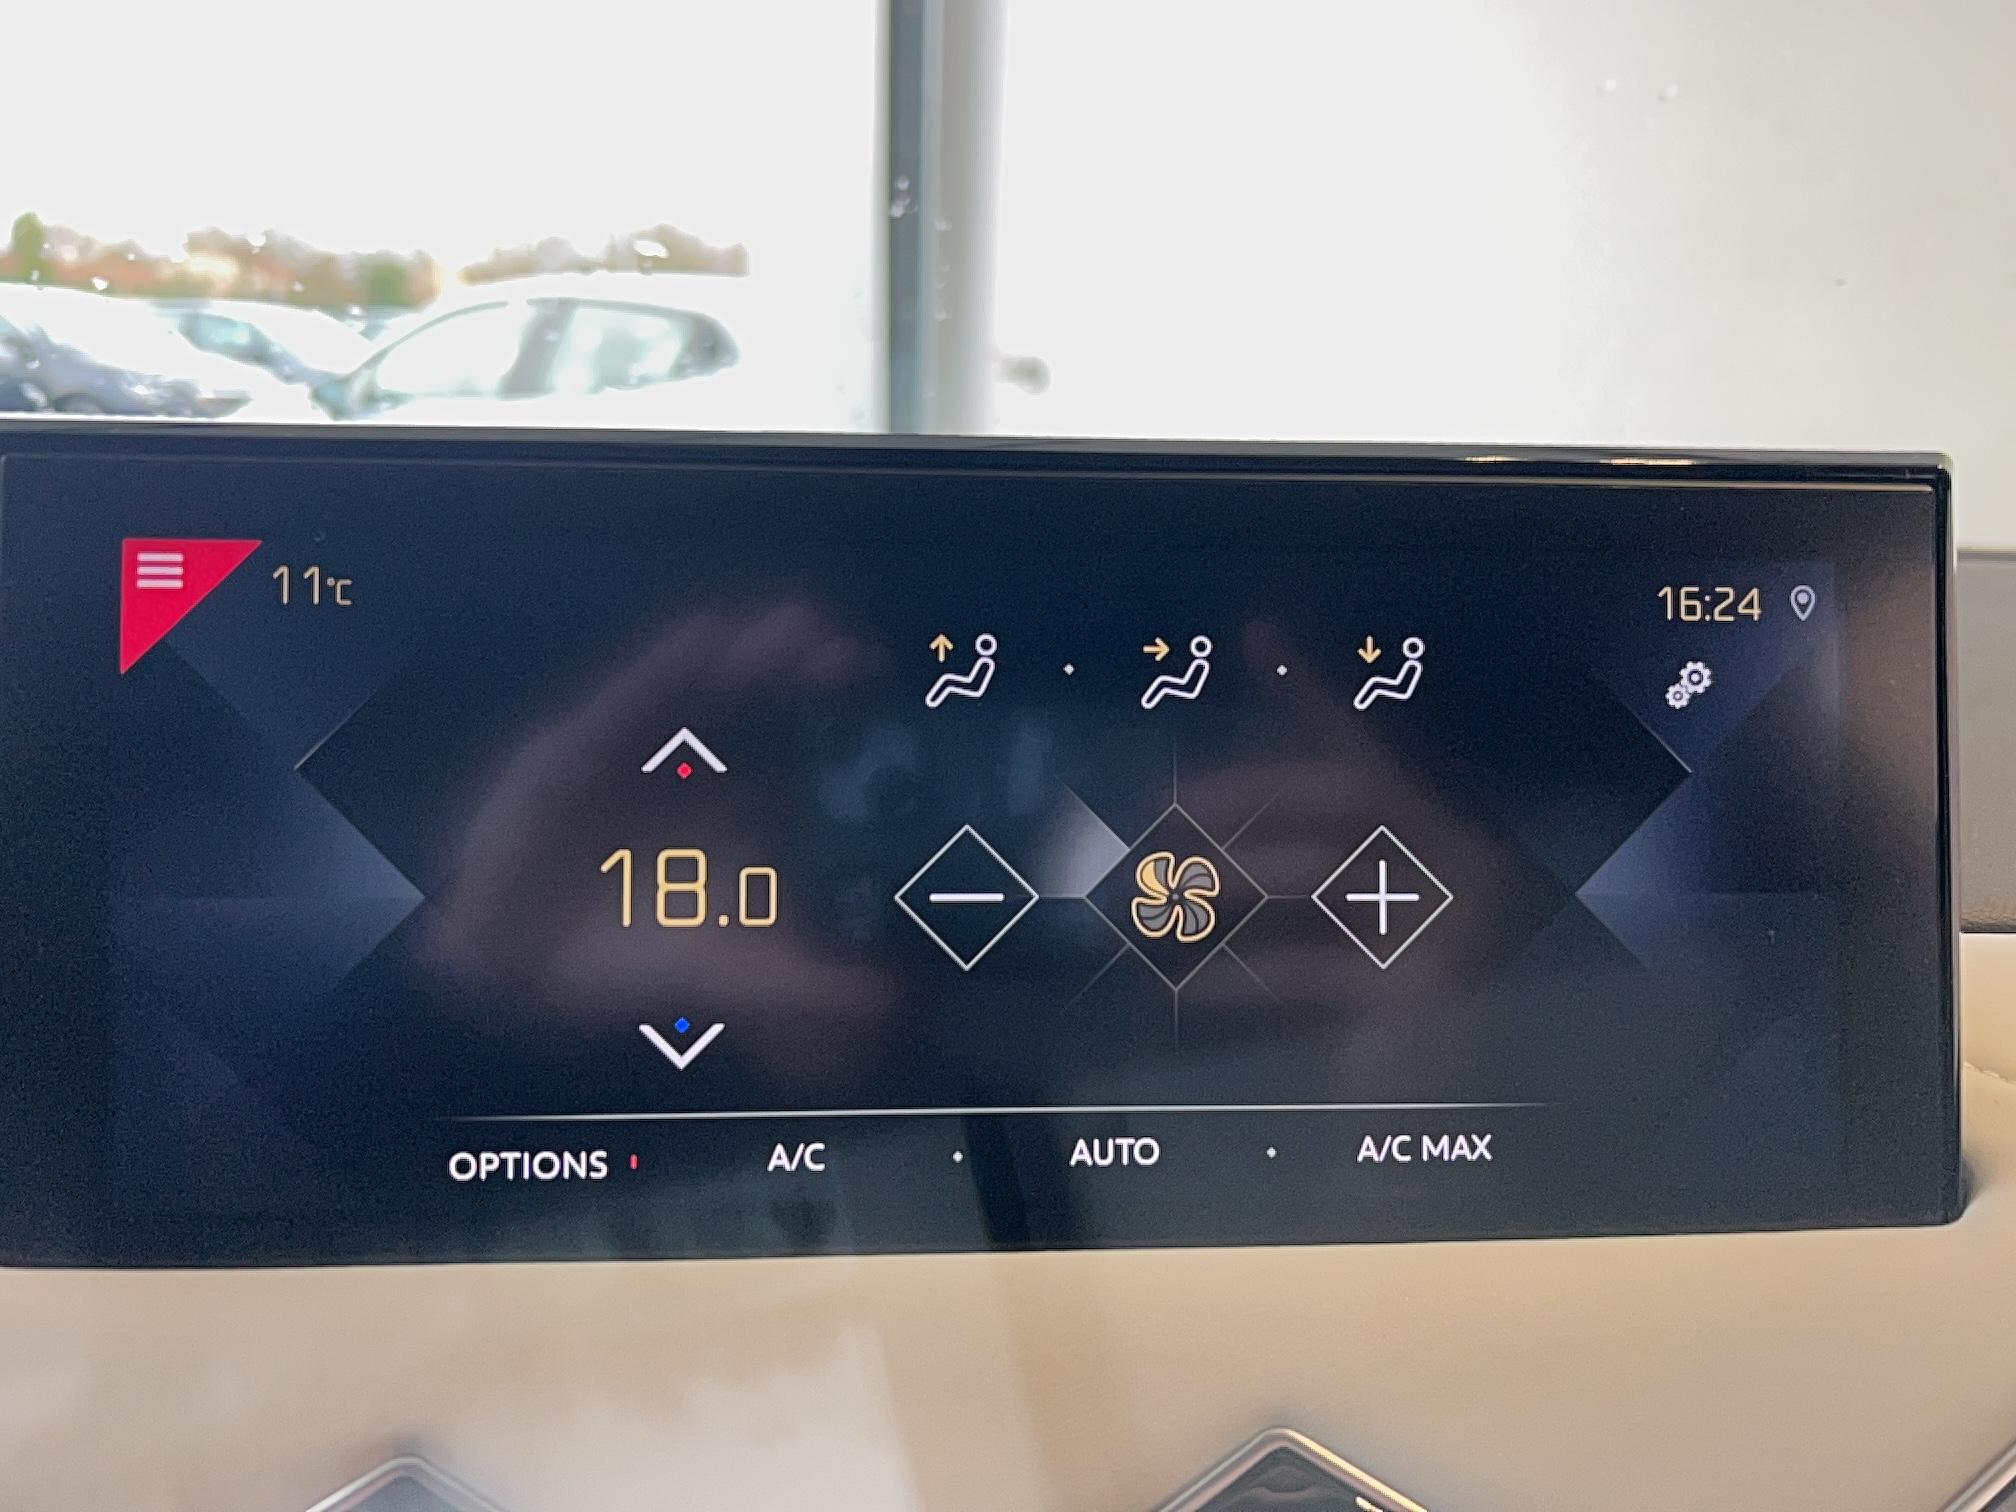 11°C
16:24
18.0
OPTIONS
A/C
AUTO
A/C MAX